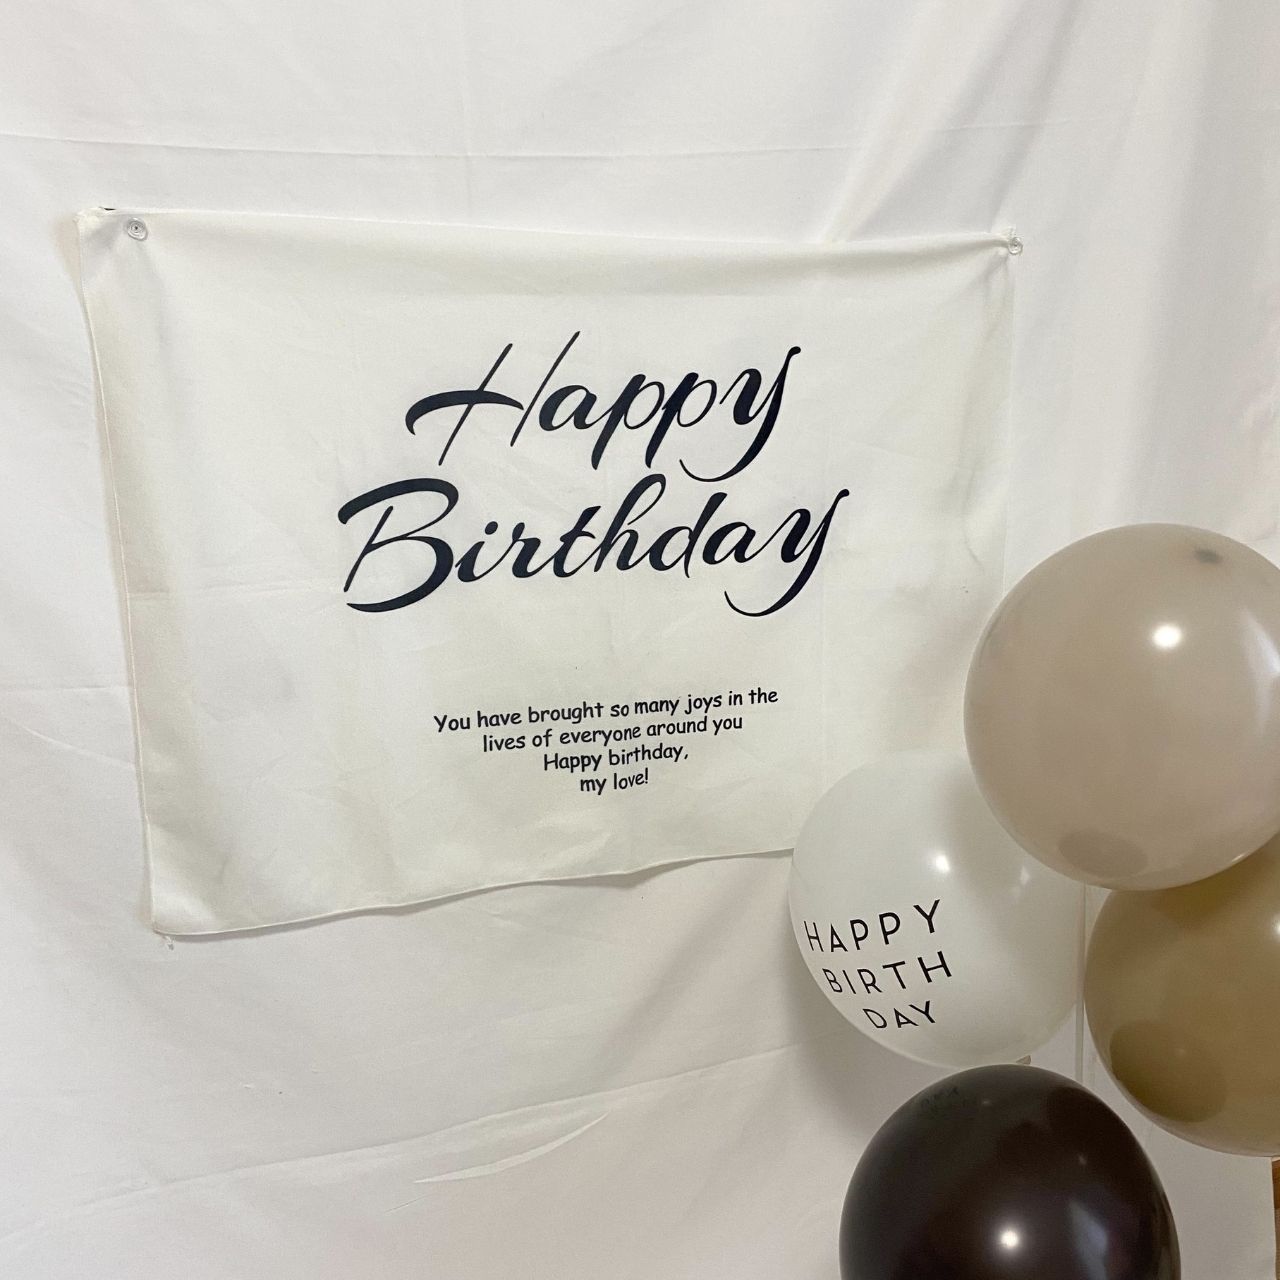 Happy
Birthday
You have brought so many joys in the
lives of everyone around you
Happy birthday,
my love!
HAPPY
BIRTH
DAY